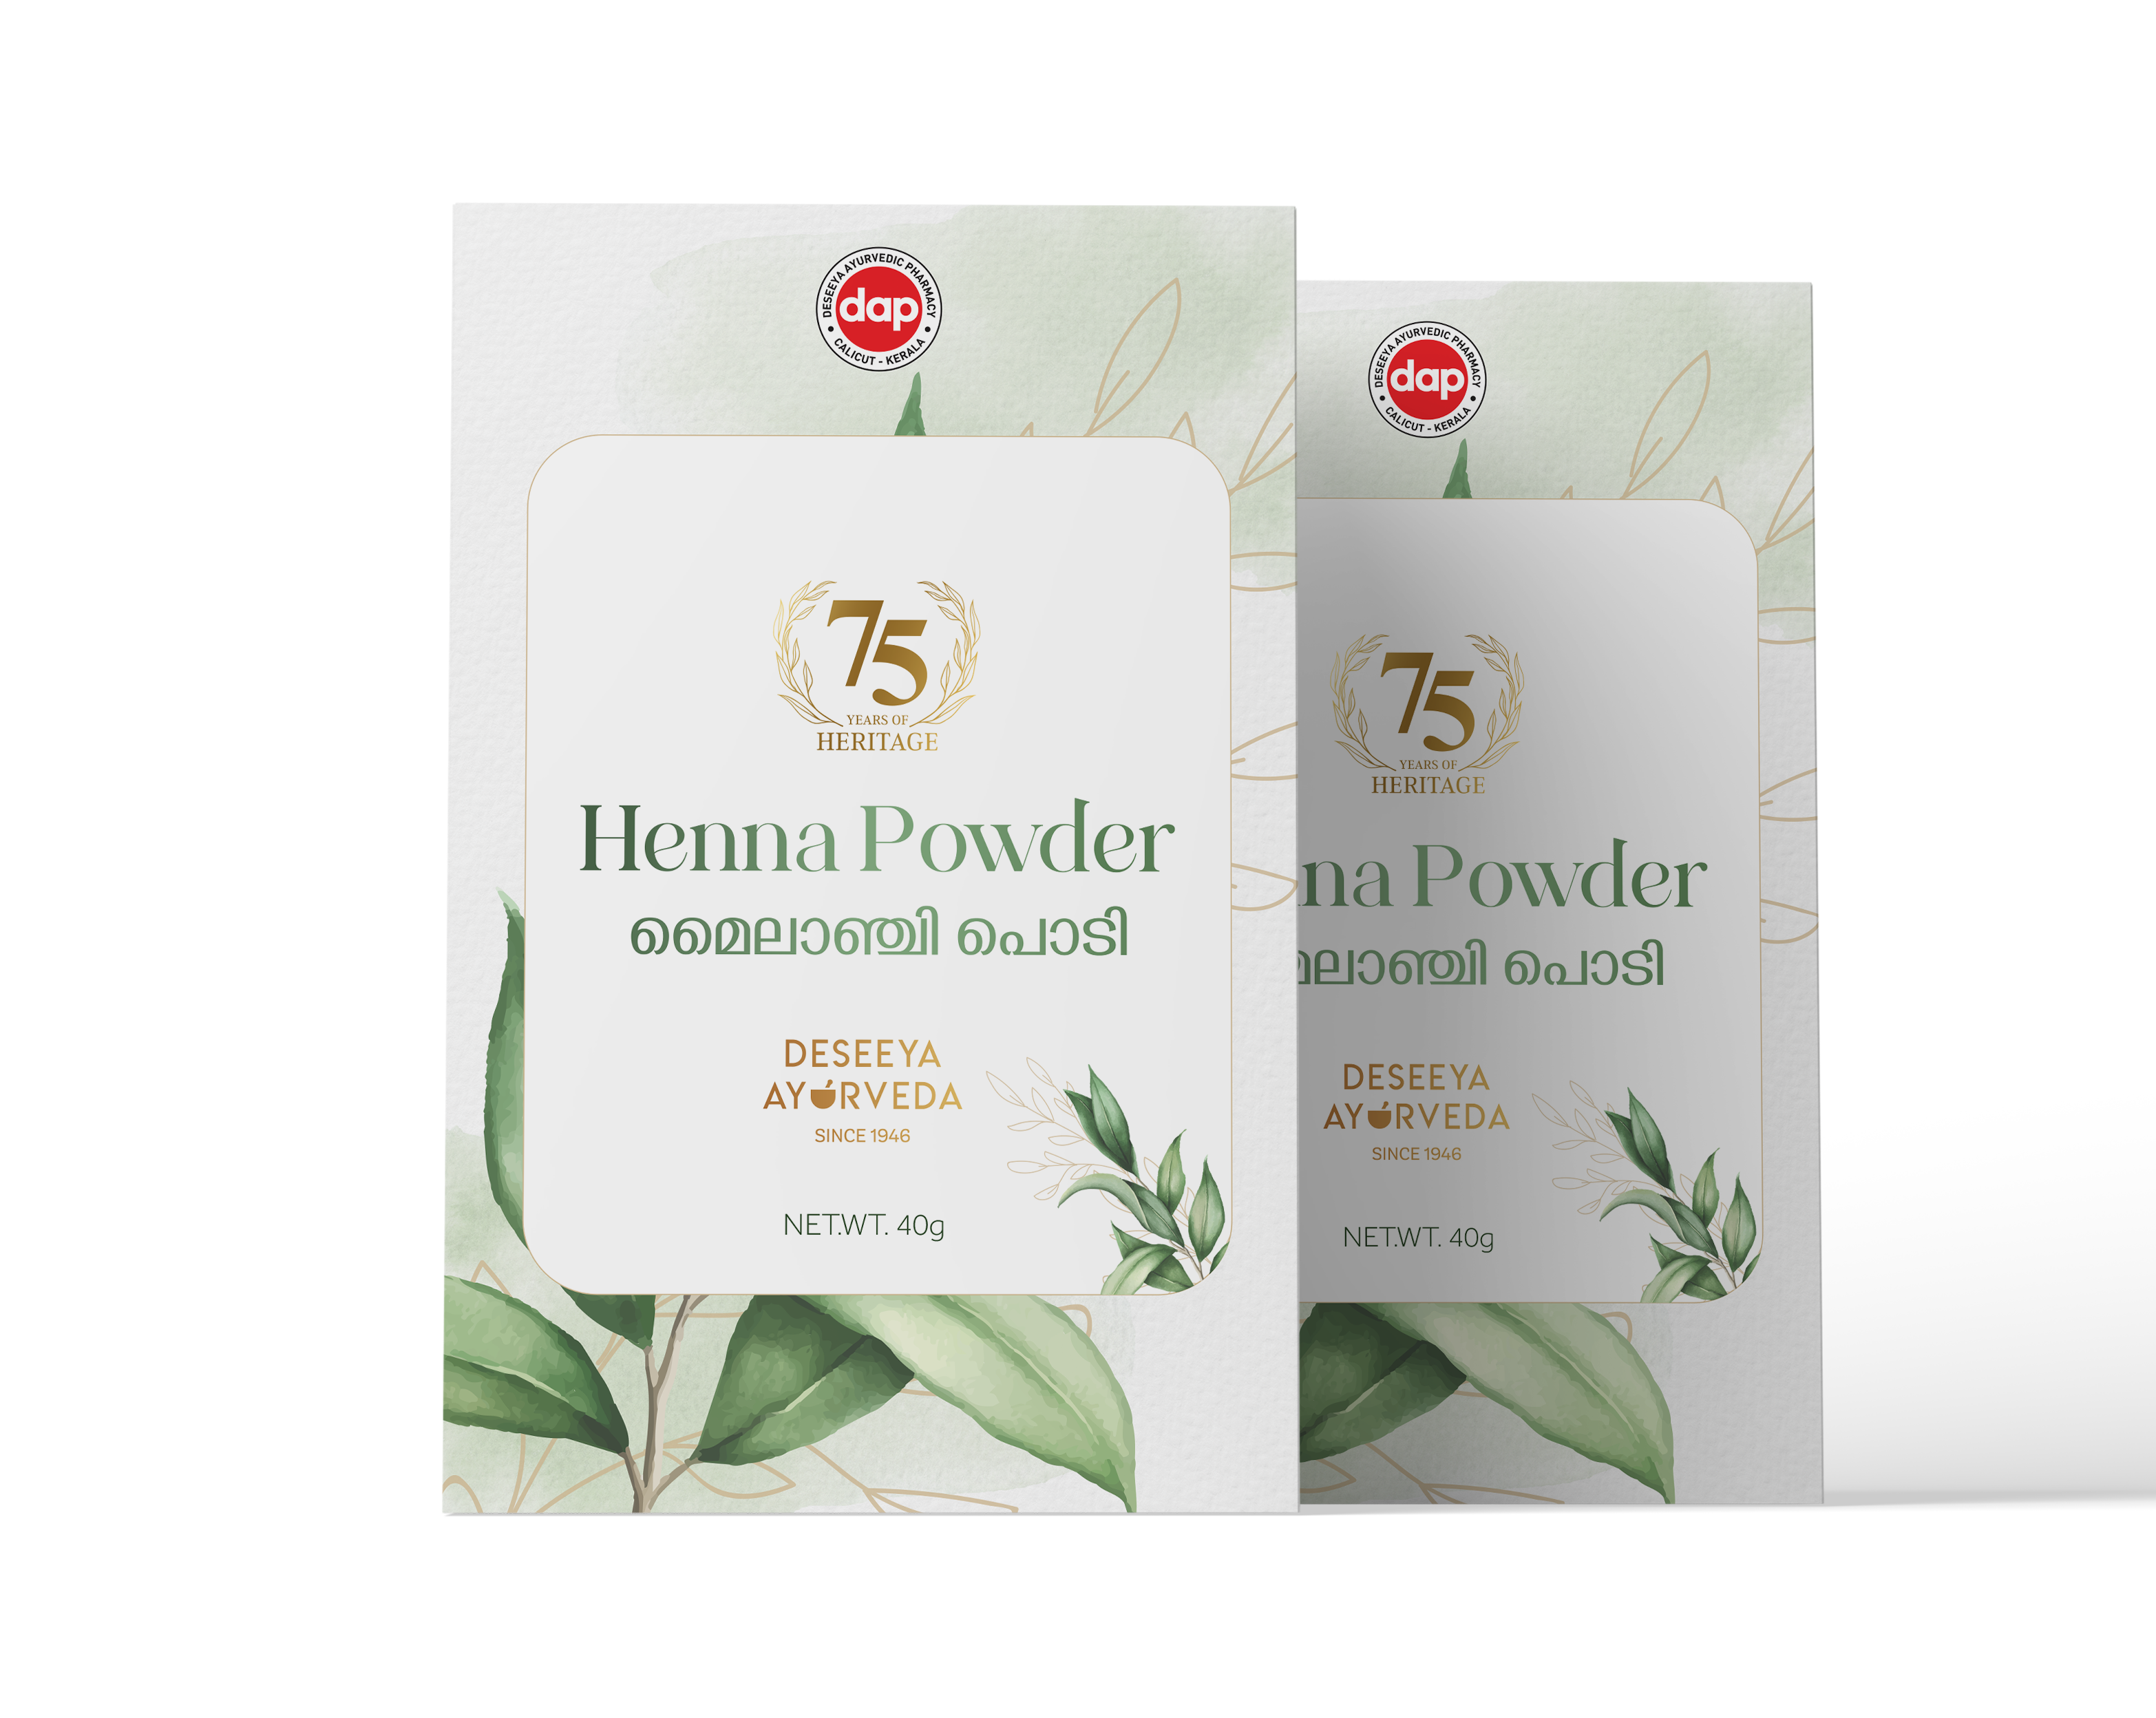 DESEEYA AYURVEDIC PHARMACY
dap
CALICUT - KERALA
75
YEARS OF
HERITAGE
Henna Powder
മൈലാഞ്ചി പൊടി
DESEEYA
AYURVEDA
SINCE 1946
NET.WT. 40g
DESEEYA AYURVEDIC PHARMACY
dap
CALICUT - KERALA
75
YEARS OF
HERITAGE
na Powder
ലാഞ്ചി പൊടി
DESEEYA
AYURVEDA
SINCE 1946
NET.WT. 40g